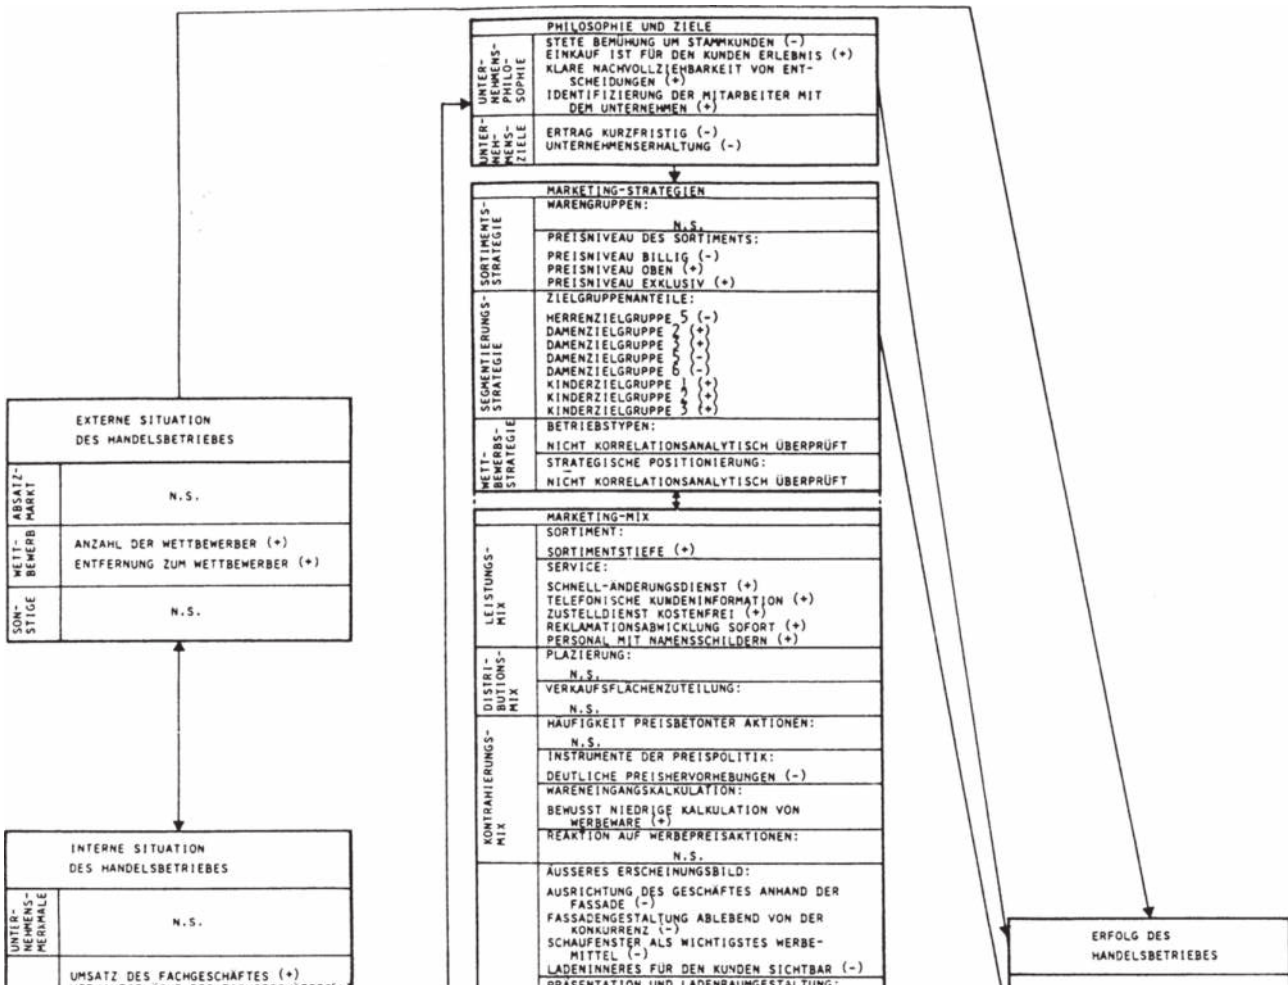 PHILOSOPHIE UND ZIELE
UNTER-
NEHMENS-
PHILO-
SOPHIE
STETE BEMÜHUNG UM STAMMKUNDEN (-)
EINKAUF IST FÜR DEN KUNDEN ERLEBNIS (+)
KLARE NACHVOLLZIEHBARKEIT VON ENT-
SCHEIDUNGEN (+)
IDENTIFIZIERUNG DER MITARBEITER MIT
DEM UNTERNEHMEN (+)
UNTER-
NEH-
MENS-
ZIELE
ERTRAG KURZFRISTIG (-)
UNTERNEHMENSERHALTUNG (-)
MARKETING-STRATEGIEN
SORTIMENTS-
STRATEGIE
WARENGRUPPEN:
N.S.
PREISNIVEAU DES SORTIMENTS:
PREISNIVEAU BILLIG (-)
PREISNIVEAU OBEN (+)
PREISNIVEAU EXKLUSIV (+)
SEGMENTIERUNGS-
STRATEGIE
ZIELGRUPPENANTEILE:
HERRENZIELGRUPPE 5 (-)
DAMENZIELGRUPPE 2 (+)
DAMENZIELGRUPPE 3 (+)
DAMENZIELGRUPPE 5 (-)
DAMENZIELGRUPPE 6 (-)
KINDERZIELGRUPPE 1 (+)
KINDERZIELGRUPPE 2 (+)
KINDERZIELGRUPPE 3 (+)
WETT-
BEWERBS-
STRATEGIE
BETRIEBSTYPEN:
NICHT KORRELATIONSANALYTISCH ÜBERPRÜFT
STRATEGISCHE POSITIONIERUNG:
NICHT KORRELATIONSANALYTISCH ÜBERPRÜFT
EXTERNE SITUATION
DES HANDELSBETRIEBES
ABSATZ-
MARKT
N.S.
WETT-
BEWERB
ANZAHL DER WETTBEWERBER (+)
ENTFERNUNG ZUM WETTBEWERBER (+)
SON-
STIGE
N.S.
MARKETING-MIX
LEISTUNGS-
MIX
SORTIMENT:
SORTIMENTSTIEFE (+)
SERVICE:
SCHNELL-ÄNDERUNGSDIENST (+)
TELEFONISCHE KUNDENINFORMATION (+)
ZUSTELLDIENST KOSTENFREI (+)
REKLAMATIONSABWICKLUNG SOFORT (+)
PERSONAL MIT NAMENSSCHILDERN (+)
DISTRI-
BUTIONS-
MIX
PLAZIERUNG:
N.S.
VERKAUFSFLÄCHENZUTEILUNG:
N.S.
KONTRAHIERUNGS-
MIX
HÄUFIGKEIT PREISBETONTER AKTIONEN:
N.S.
INSTRUMENTE DER PREISPOLITIK:
DEUTLICHE PREISHERVORHEBUNGEN (-)
WARENEINGANGSKALKULATION:
BEWUSST NIEDRIGE KALKULATION VON
WERBEWARE (+)
REAKTION AUF WERBEPREISAKTIONEN:
N.S.
ÄUSSERES ERSCHEINUNGSBILD:
AUSRICHTUNG DES GESCHÄFTES ANHAND DER
FASSADE (-)
FASSADENGESTALTUNG ABLEBEND VON DER
KONKURRENZ (-)
SCHAUFENSTER ALS WICHTIGSTES WERBE-
MITTEL (-)
LADENINNERES FÜR DEN KUNDEN SICHTBAR (-)
PRÄSENTATION UND LADENRAUMGESTALTUNG:
INTERNE SITUATION
DES HANDELSBETRIEBES
UNTER-
NEHMENS-
MERKMALE
N.S.
UMSATZ DES FACHGESCHÄFTES (+)
ERFOLG DES
HANDELSBETRIEBES